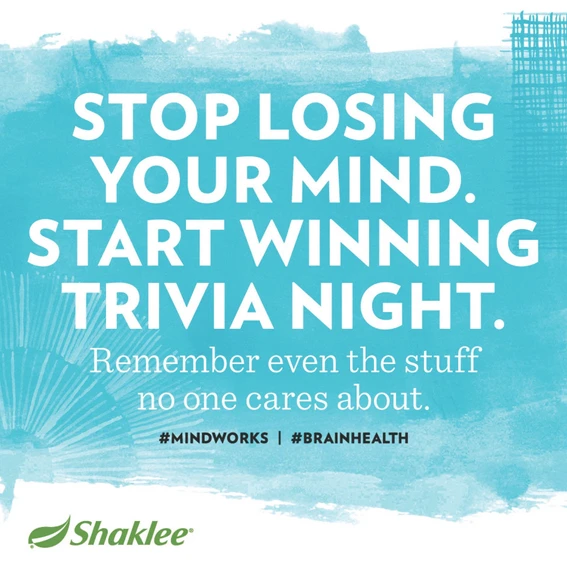 STOP LOSING
YOUR MIND.
START WINNING
TRIVIA NIGHT.
Remember even the stuff
no one cares about.
#MINDWORKS | #BRAINHEALTH
Shaklee®